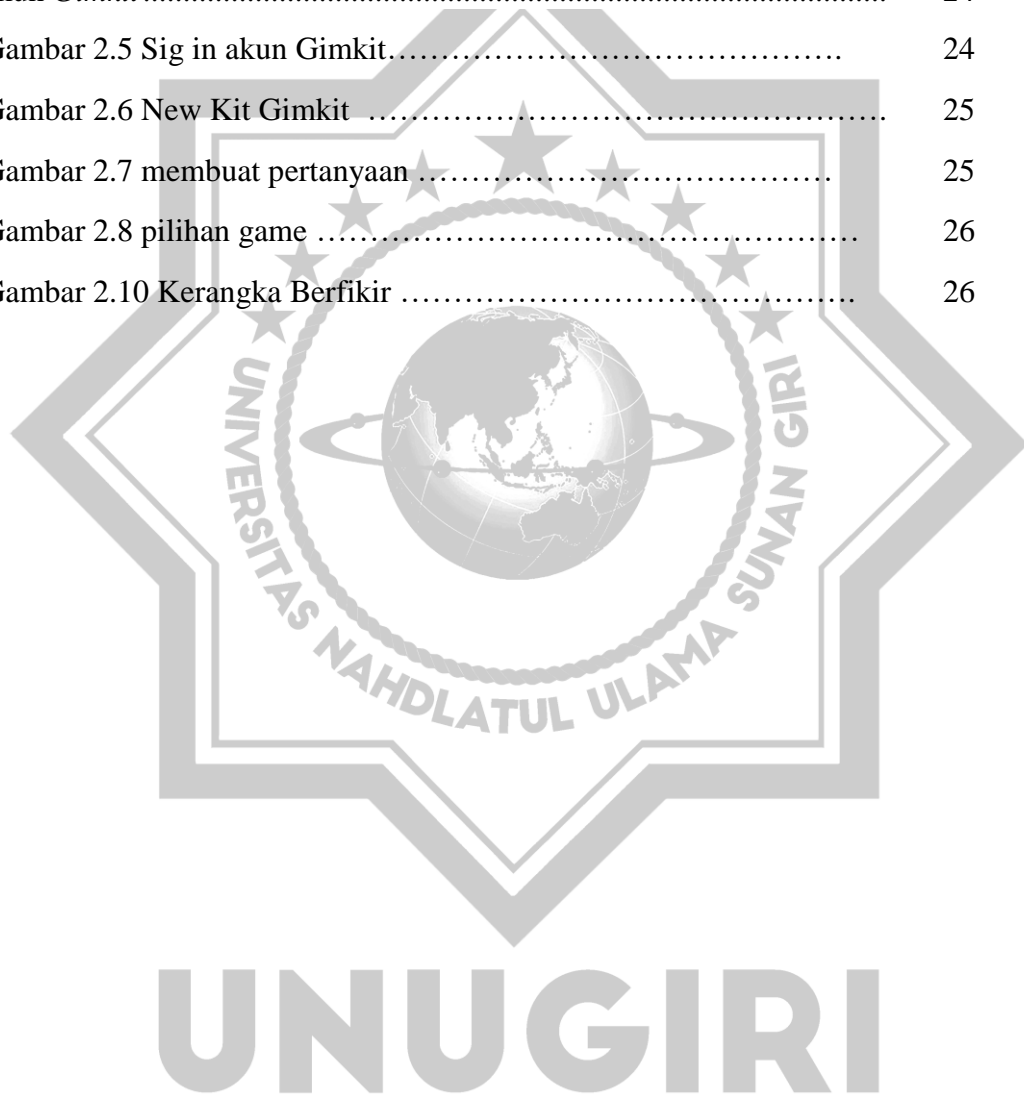 Gambar 2.5 Sig in akun Gimkit……………………………………. 24
Gambar 2.6 New Kit Gimkit …………………………………………. 25
Gambar 2.7 membuat pertanyaan ………………………………… 25
Gambar 2.8 pilihan game …………………………………………… 26
Gambar 2.10 Kerangka Berfikir ……………………………………. 26
UNIVERSITAS NAHDLATUL ULAMA SUNAN GIRI
UNUGIRI